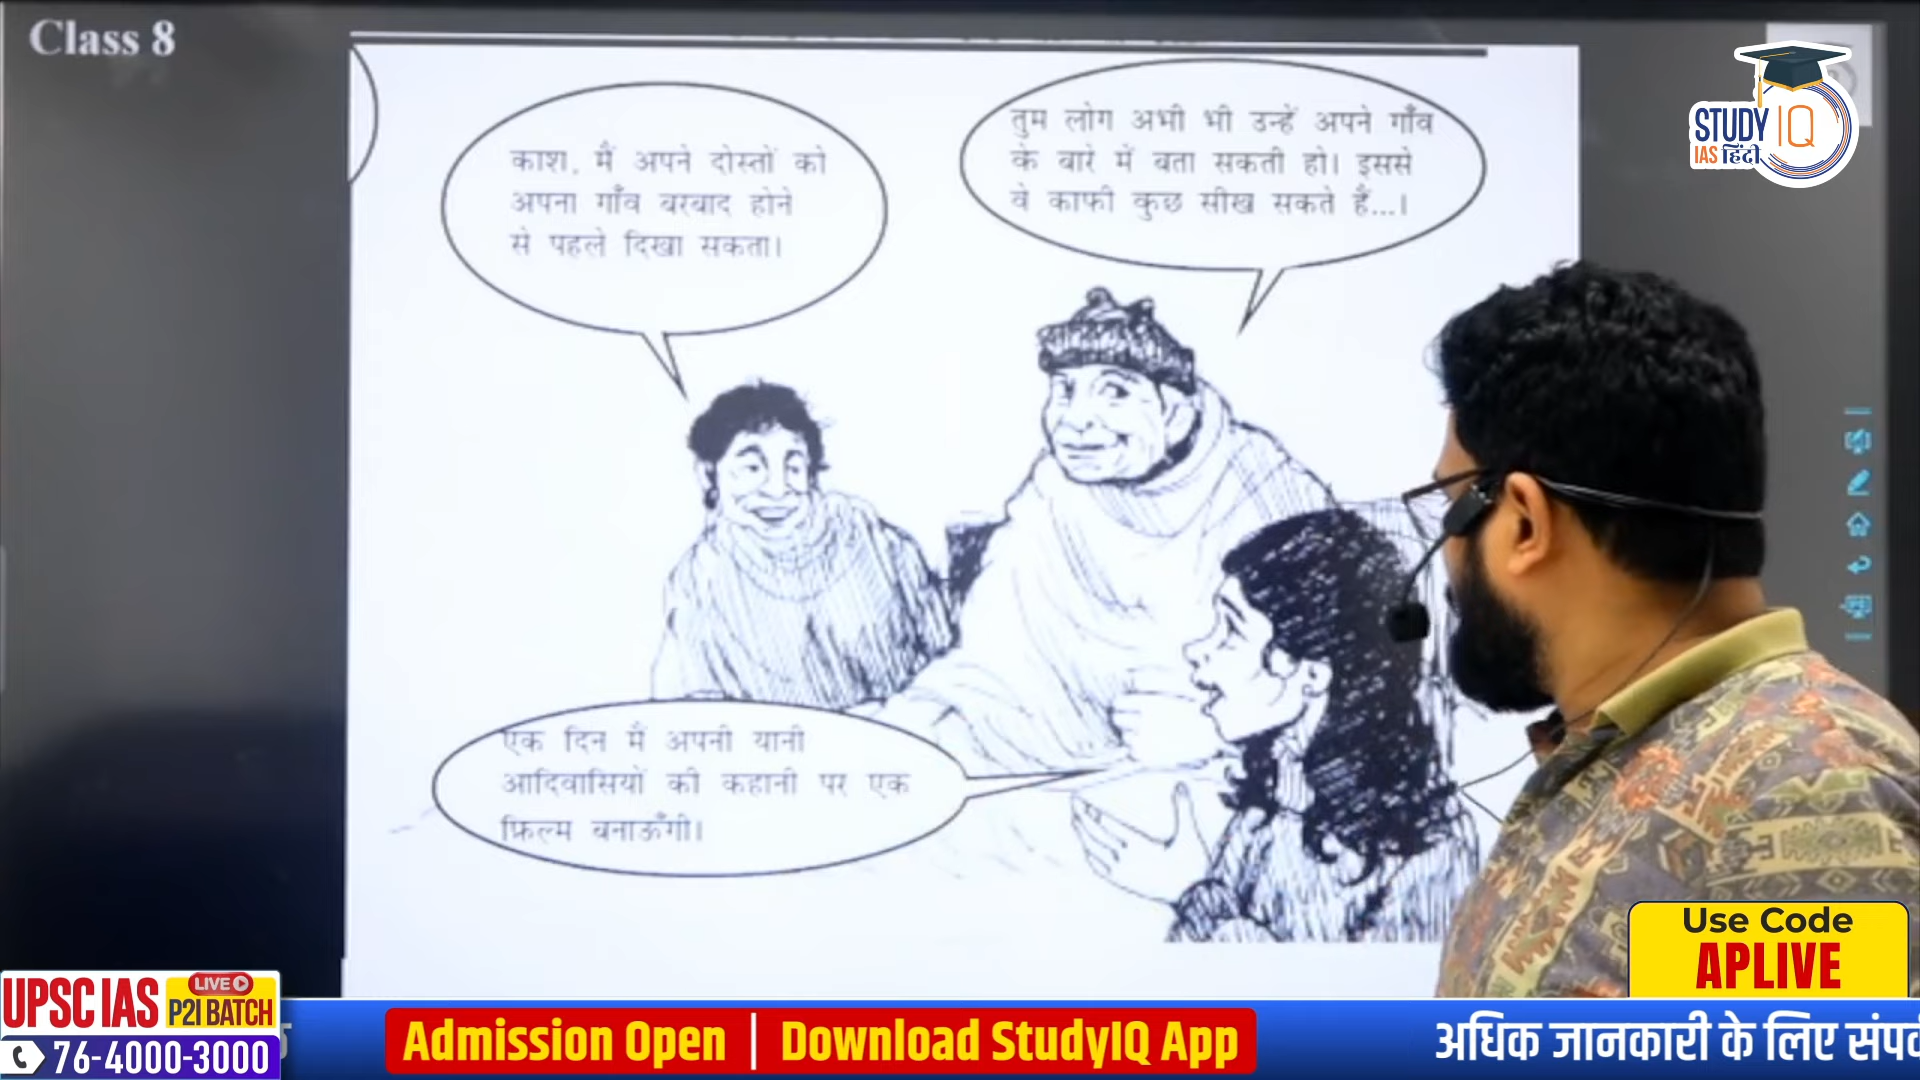 Class 8
STUDY IQ
IAS हिंदी
काश, मैं अपने दोस्तों को
अपना गाँव बरबाद होने
से पहले दिखा सकता।
तुम लोग अभी भी उन्हें अपने गाँव
के बारे में बता सकती हो। इससे
वे काफी कुछ सीख सकते हैं...।
एक दिन मैं अपनी यानी
आदिवासियों की कहानी पर एक
फ़िल्म बनाऊँगी।
Use Code
APLIVE
UPSC IAS
LIVE
P2I BATCH
76-4000-3000
Admission Open | Download StudyIQ App
अधिक जानकारी के लिए